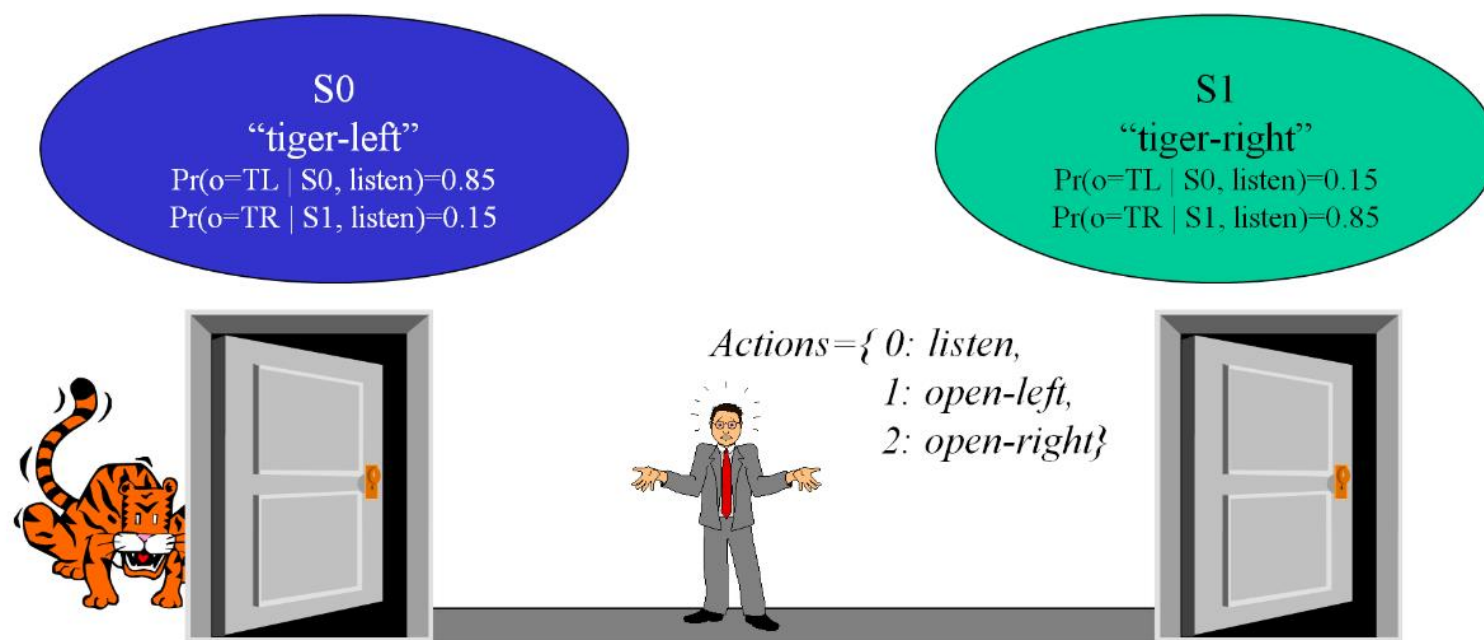 S0
“tiger-left”
Pr(o=TL | S0, listen)=0.85
Pr(o=TR | S1, listen)=0.15
S1
“tiger-right”
Pr(o=TL | S0, listen)=0.15
Pr(o=TR | S1, listen)=0.85
Actions={ 0: listen,
1: open-left,
2: open-right}